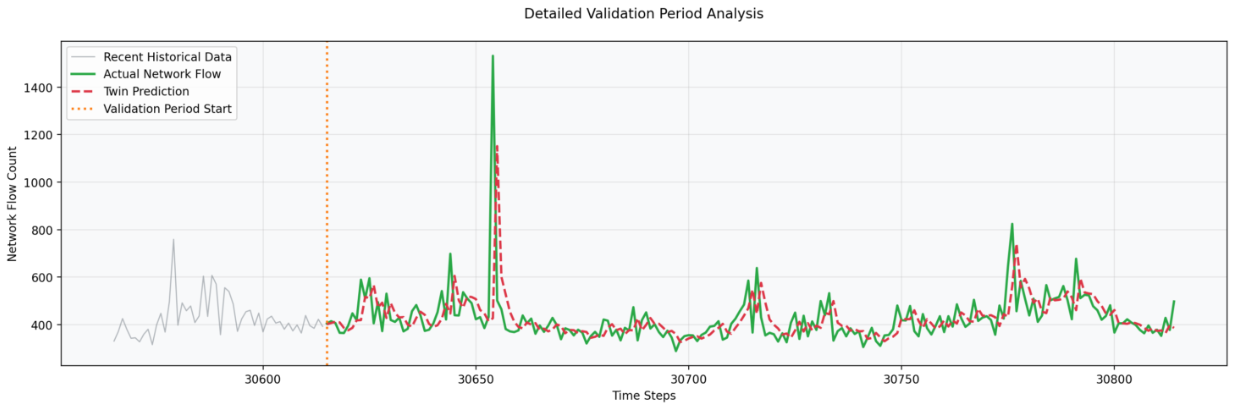 Detailed Validation Period Analysis
Recent Historical Data
Actual Network Flow
Twin Prediction
Validation Period Start
Network Flow Count
1400
1200
1000
800
600
400
30600
30650
30700
30750
30800
Time Steps